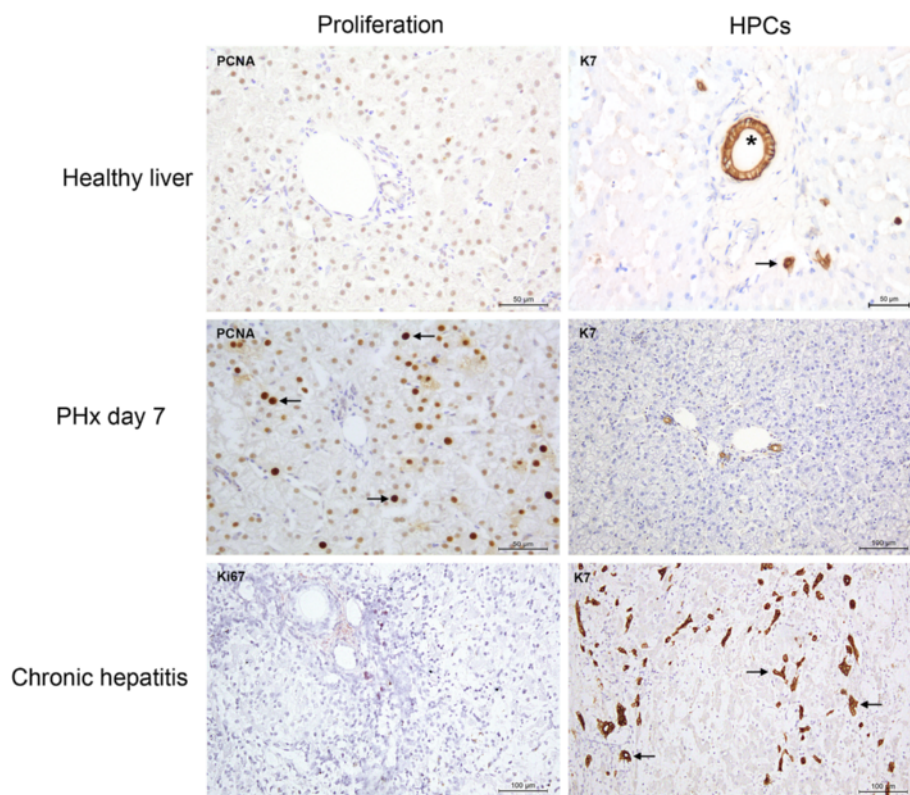 Proliferation
HPCs
Healthy liver
PCNA
50 µm
K7
*
50 µm
PHx day 7
PCNA
50 µm
K7
100 µm
Chronic hepatitis
Ki67
100 µm
K7
100 µm